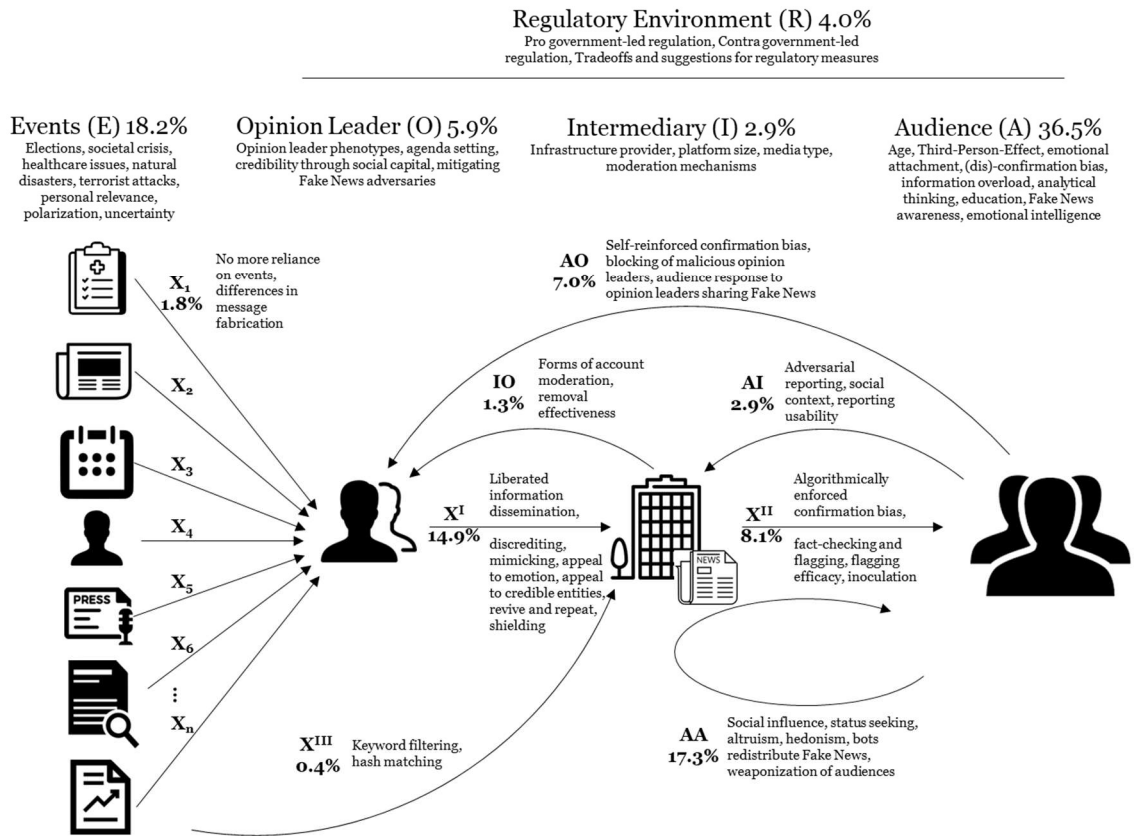 Regulatory Environment (R) 4.0%
Pro government-led regulation, Contra government-led
regulation, Tradeoffs and suggestions for regulatory measures
Events (E) 18.2%
Elections, societal crisis,
healthcare issues, natural
disasters, terrorist attacks,
personal relevance,
polarization, uncertainty
Opinion Leader (O) 5.9%
Opinion leader phenotypes, agenda setting,
credibility through social capital, mitigating
Fake News adversaries
Intermediary (I) 2.9%
Infrastructure provider, platform size, media type,
moderation mechanisms
Audience (A) 36.5%
Age, Third-Person-Effect, emotional
attachment, (dis)-confirmation bias,
information overload, analytical
thinking, education, Fake News
awareness, emotional intelligence
X₁
1.8%
No more reliance
on events,
differences in
message
fabrication
AO
7.0%
Self-reinforced confirmation bias,
blocking of malicious opinion
leaders, audience response to
opinion leaders sharing Fake News
X₂
IO
1.3%
Forms of account
moderation,
removal
effectiveness
AI
2.9%
Adversarial
reporting, social
context, reporting
usability
X₃
X₄
Xᴵ
14.9%
Liberated
information
dissemination,
discrediting,
mimicking, appeal
to emotion, appeal
to credible entities,
revive and repeat,
shielding
NEWS
Xᴵᴵ
8.1%
Algorithmically
enforced
confirmation bias,
fact-checking and
flagging, flagging
efficacy, inoculation
PRESS
X₅
X₆
⋮
Xₙ
Xᴵᴵᴵ
0.4%
Keyword filtering,
hash matching
AA
17.3%
Social influence, status seeking,
altruism, hedonism, bots
redistribute Fake News,
weaponization of audiences